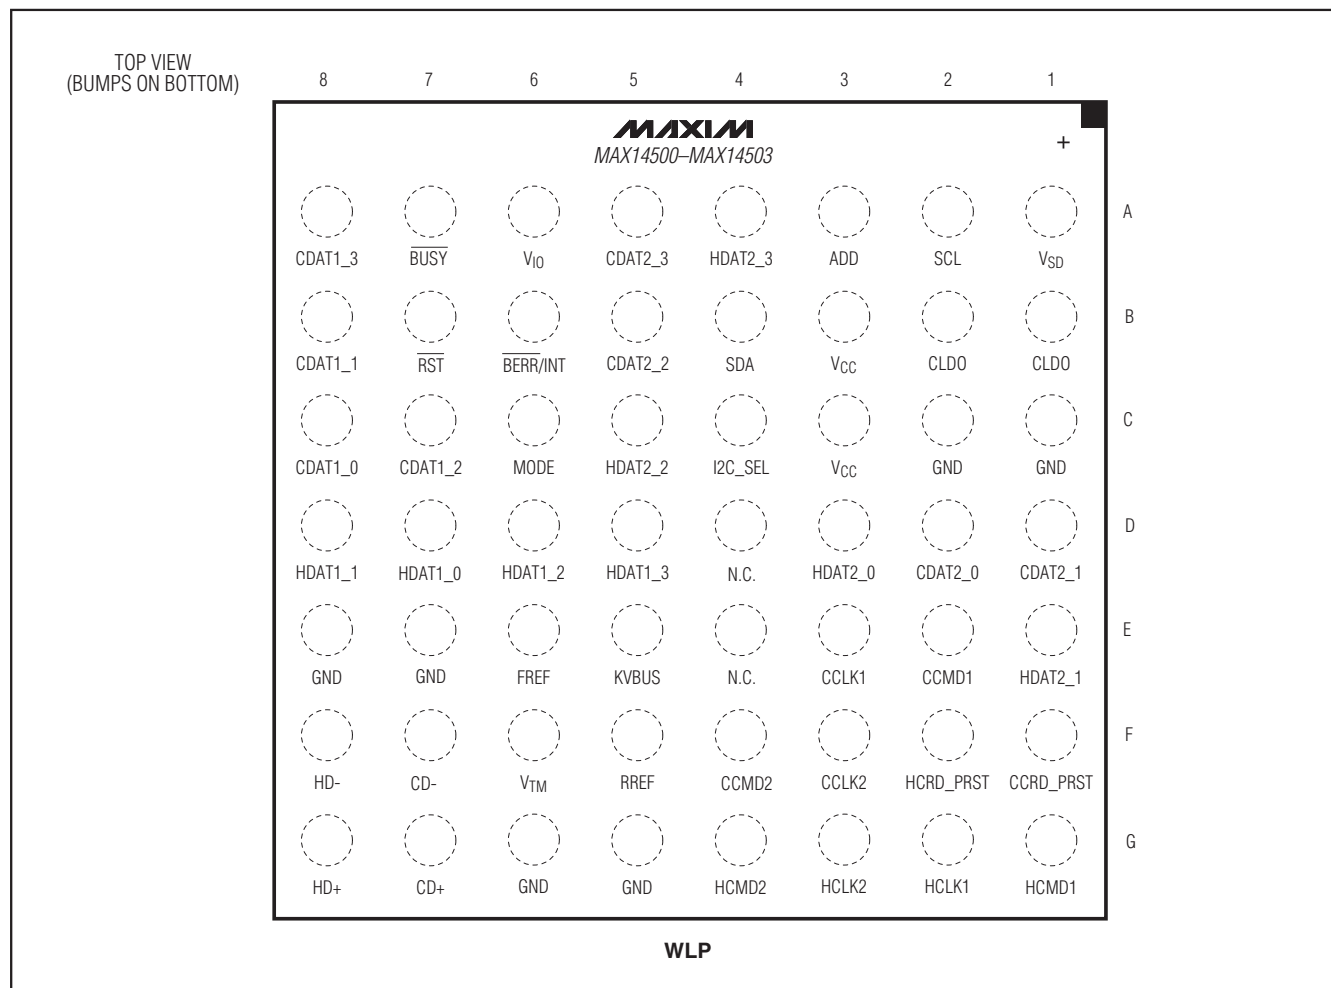 TOP VIEW
(BUMPS ON BOTTOM)
8 7 6 5 4 3 2 1
MAXIM
MAX14500–MAX14503
+
A
CDAT1_3 BUSY VIO CDAT2_3 HDAT2_3 ADD SCL VSD
B
CDAT1_1 RST BERR/INT CDAT2_2 SDA VCC CLDO CLDO
C
CDAT1_0 CDAT1_2 MODE HDAT2_2 I2C_SEL VCC GND GND
D
HDAT1_1 HDAT1_0 HDAT1_2 HDAT1_3 N.C. HDAT2_0 CDAT2_0 CDAT2_1
E
GND GND FREF KVBUS N.C. CCLK1 CCMD1 HDAT2_1
F
HD- CD- VTM RREF CCMD2 CCLK2 HCRD_PRST CCRD_PRST
G
HD+ CD+ GND GND HCMD2 HCLK2 HCLK1 HCMD1
WLP